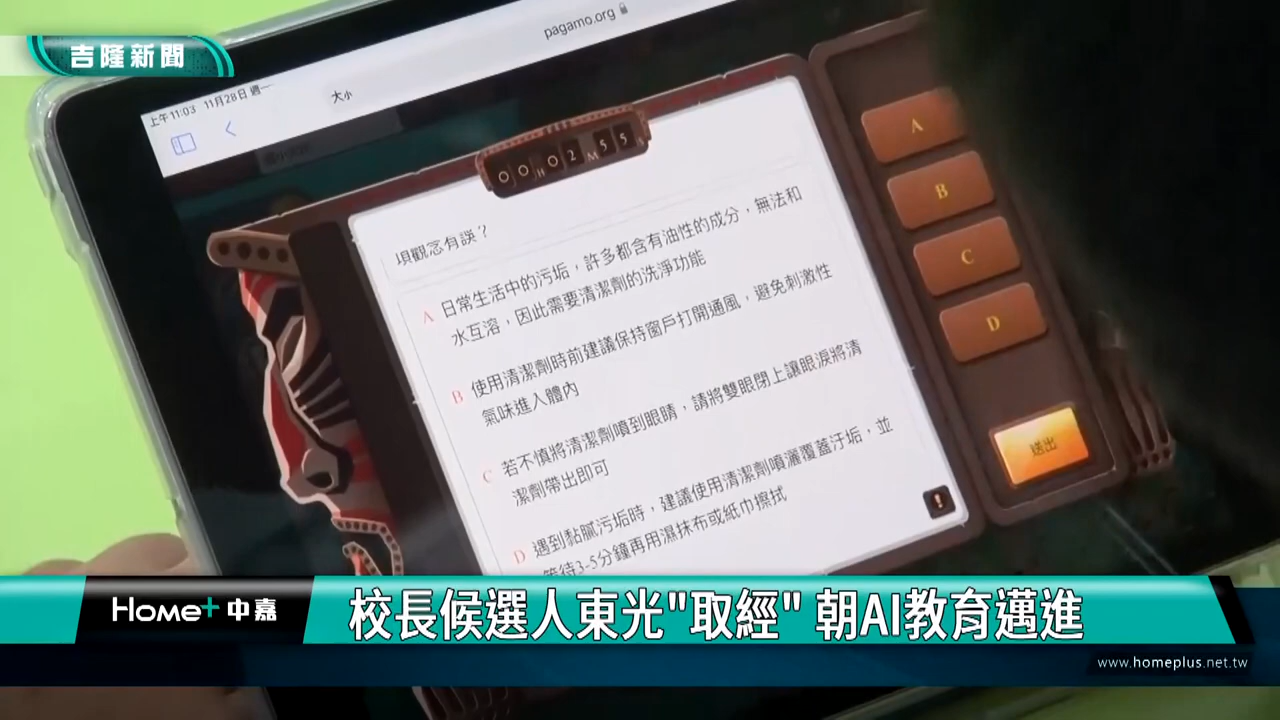 吉隆新聞
pagamo.org
上午11:03 11月28日 週一
大小
00H02M55S
項觀念有誤？
A 日常生活中的污垢，許多都含有油性的成分，無法和
水互溶，因此需要清潔劑的洗淨功能
B 使用清潔劑時前建議保持窗戶打開通風，避免刺激性
氣味進入體內
C 若不慎將清潔劑噴到眼睛，請將雙眼閉上讓眼淚將清
潔劑帶出即可
D 遇到黏膩污垢時，建議使用清潔劑噴灑覆蓋汙垢，並
等待3-5分鐘再用濕抹布或紙巾擦拭
A
B
C
D
送出
Home+中嘉
校長候選人東光"取經" 朝AI教育邁進
www.homeplus.net.tw